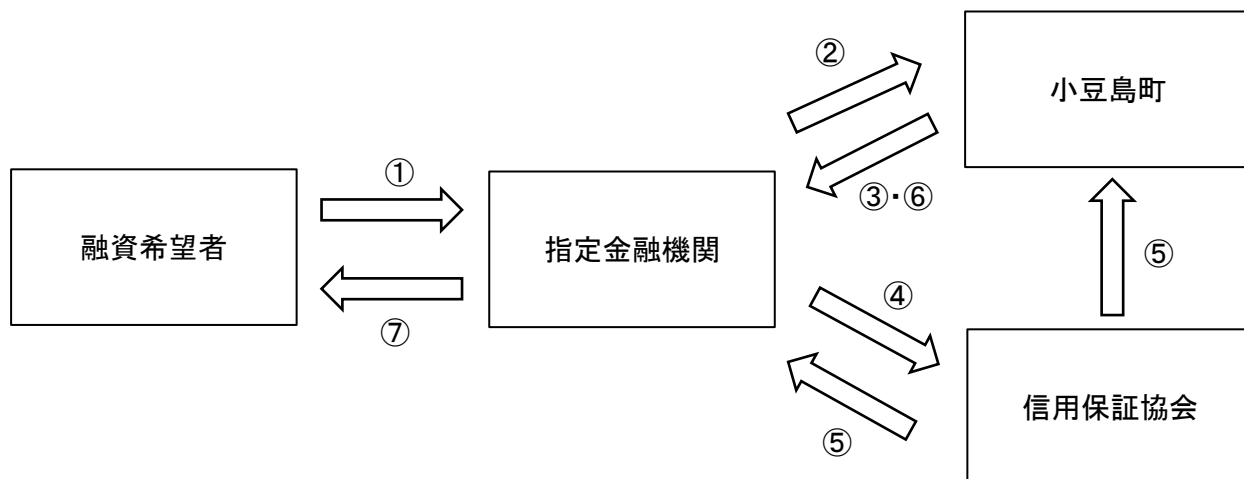 ②
小豆島町
①
③・⑥
融資希望者
指定金融機関
⑤
④
⑦
信用保証協会
⑤